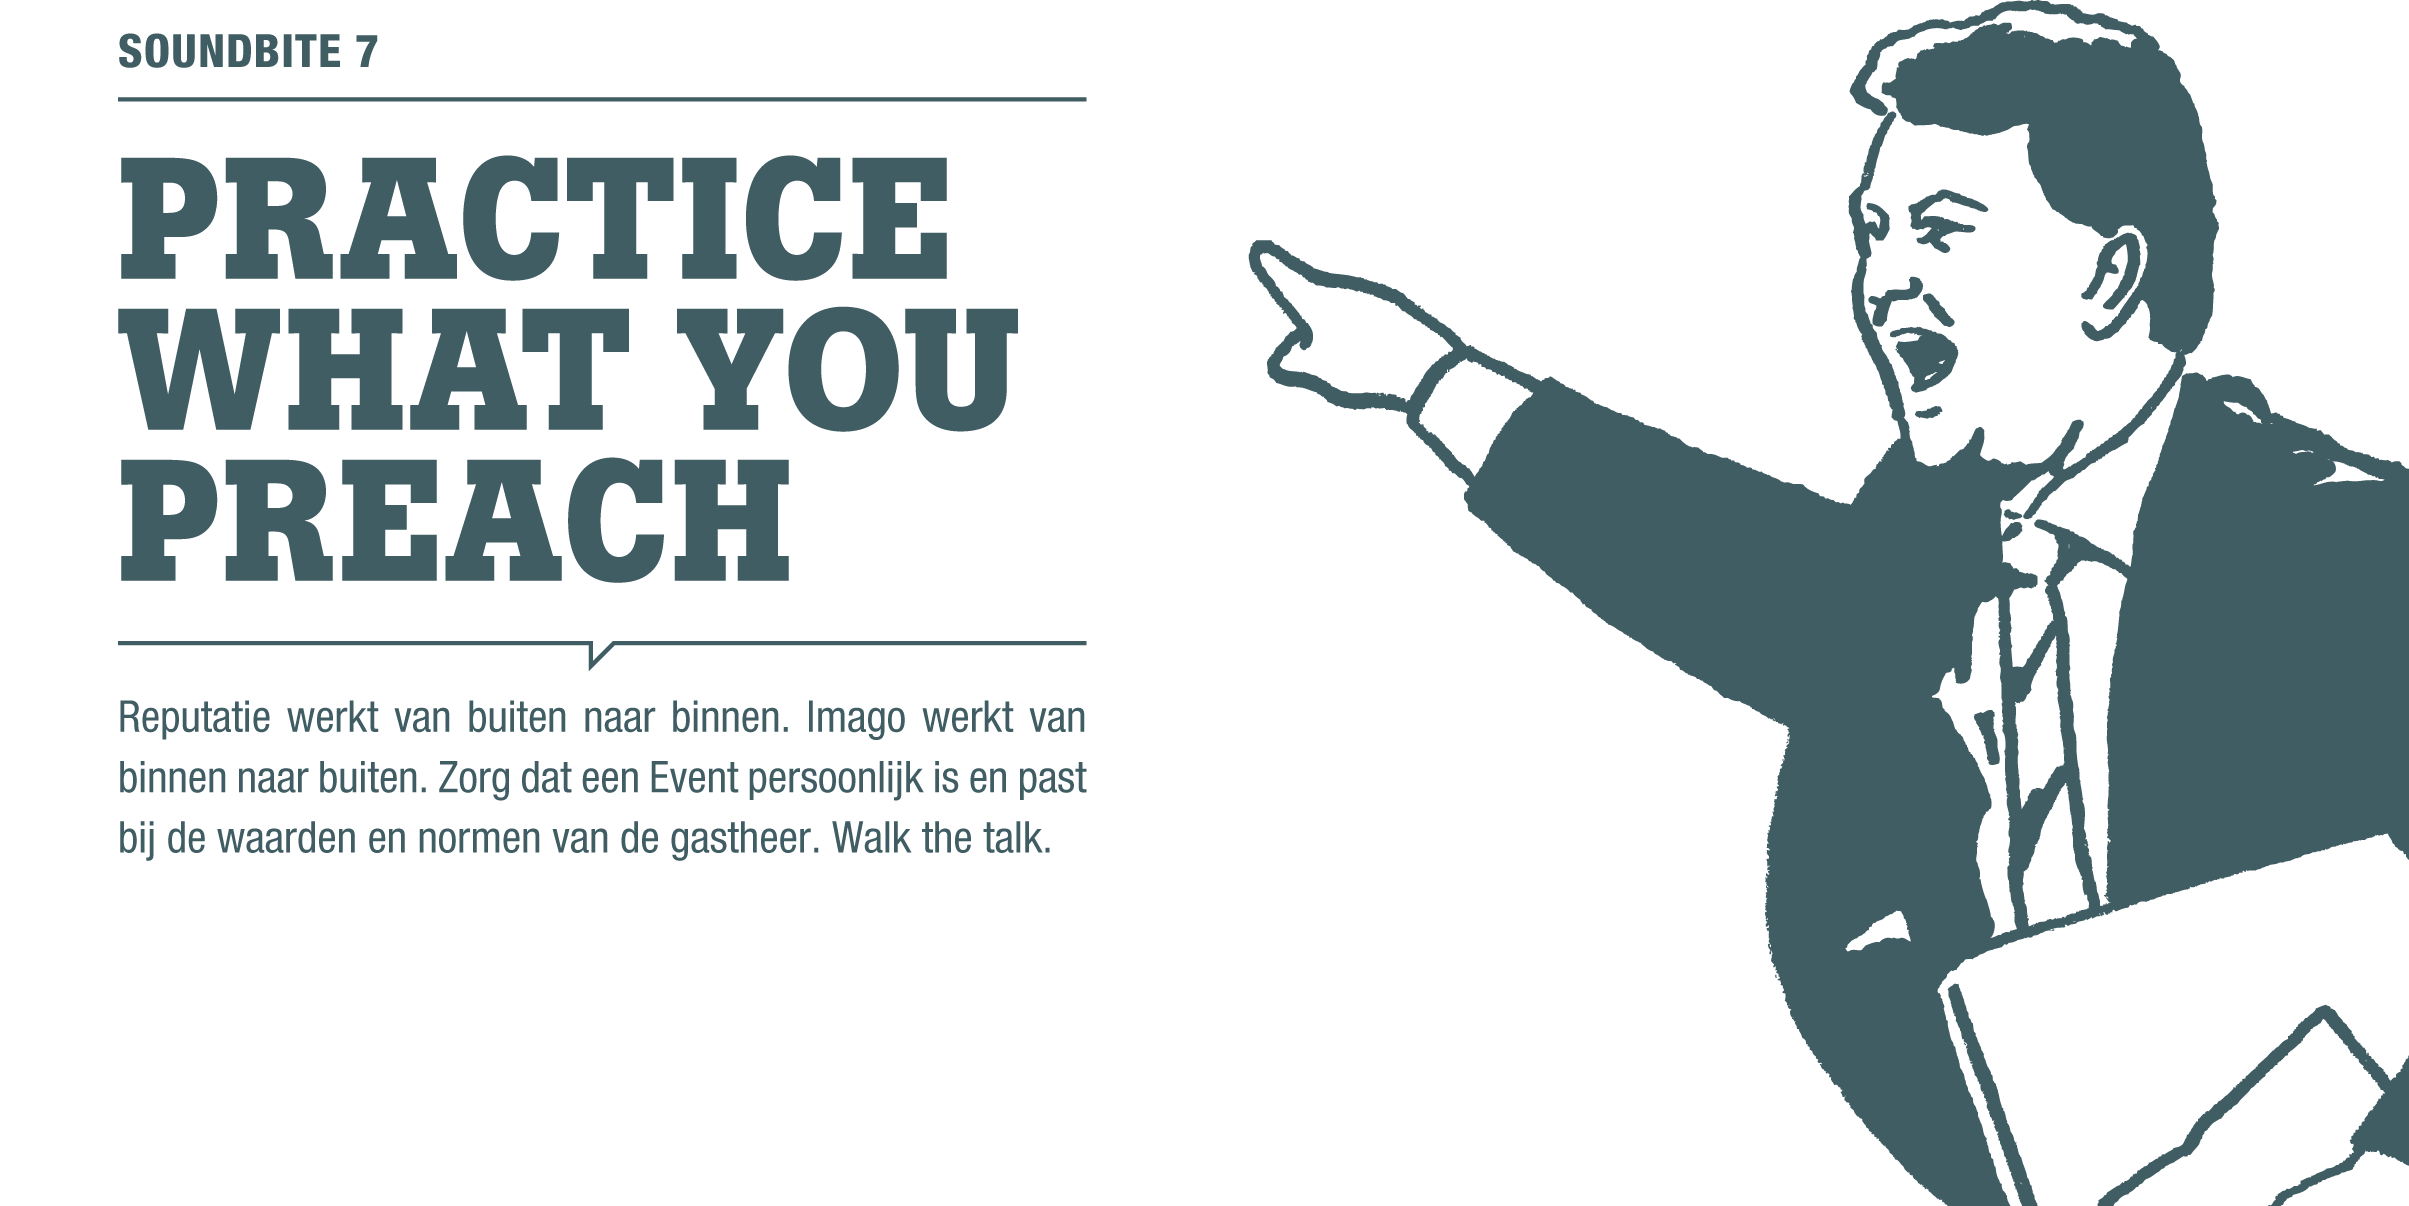 SOUNDBITE 7
PRACTICE
WHAT YOU
PREACH
Reputatie werkt van buiten naar binnen. Imago werkt van
binnen naar buiten. Zorg dat een Event persoonlijk is en past
bij de waarden en normen van de gastheer. Walk the talk.